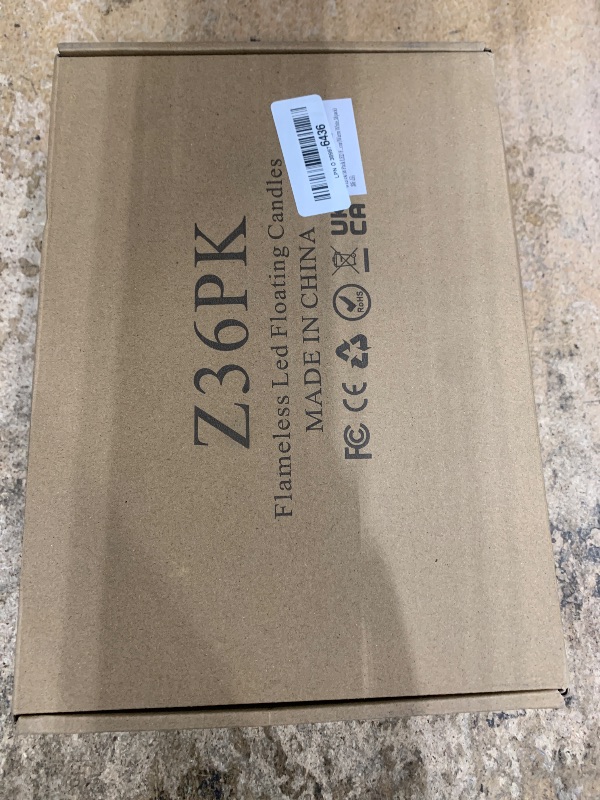 Z36PK
Flameless Led Floating Candles
MADE IN CHINA
FC CE RoHS UK CA
6436